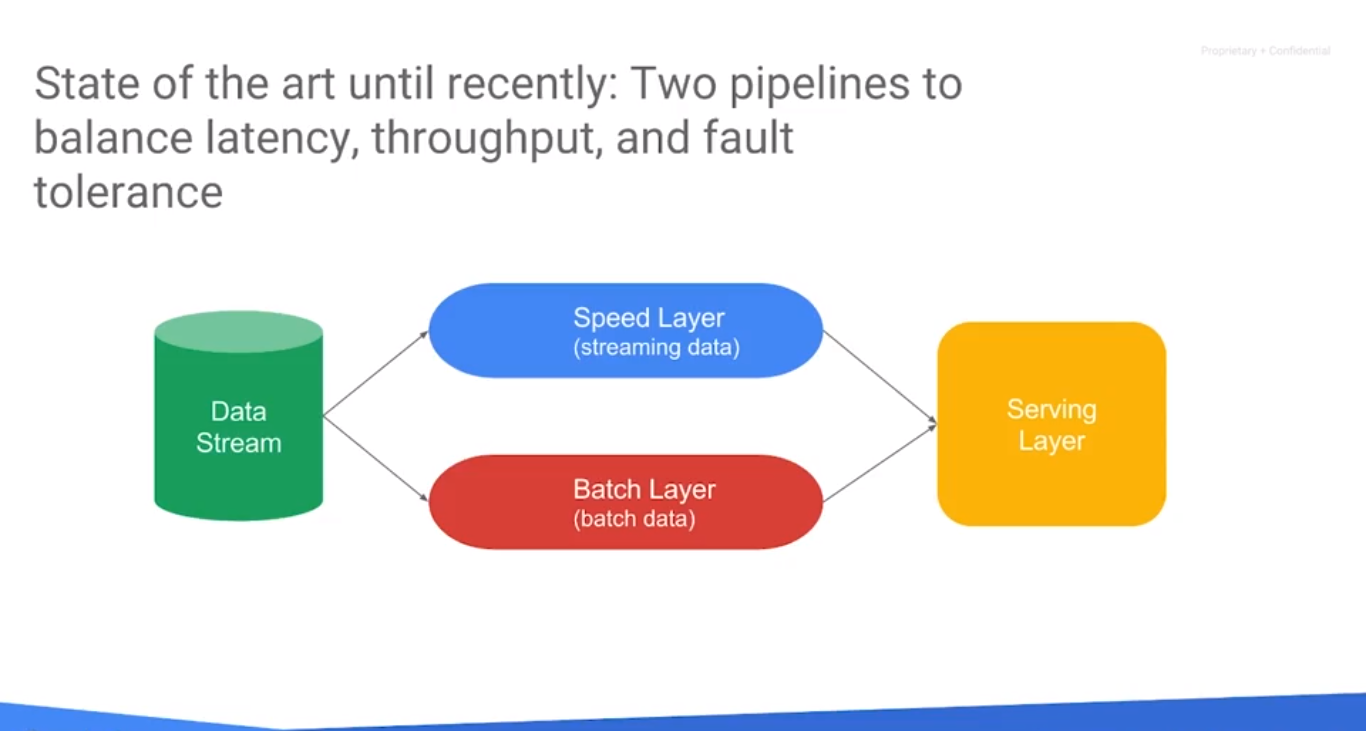 Proprietary + Confidential
State of the art until recently: Two pipelines to
balance latency, throughput, and fault
tolerance
Data
Stream
Speed Layer
(streaming data)
Batch Layer
(batch data)
Serving
Layer